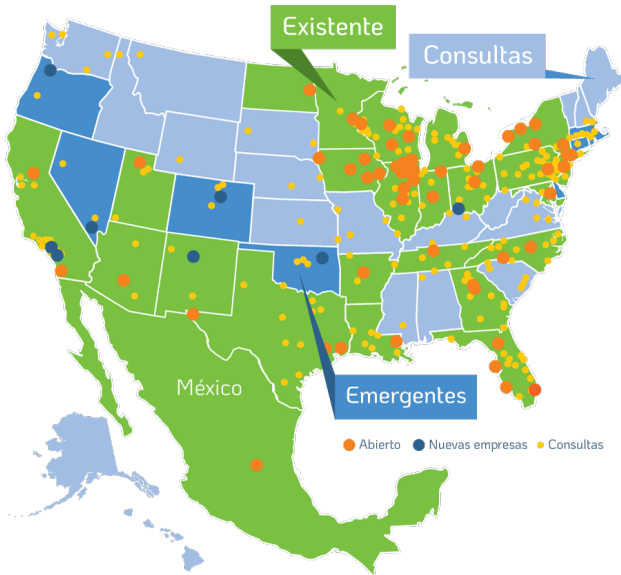 Existente
Consultas
México
Emergentes
Abierto
Nuevas empresas
Consultas